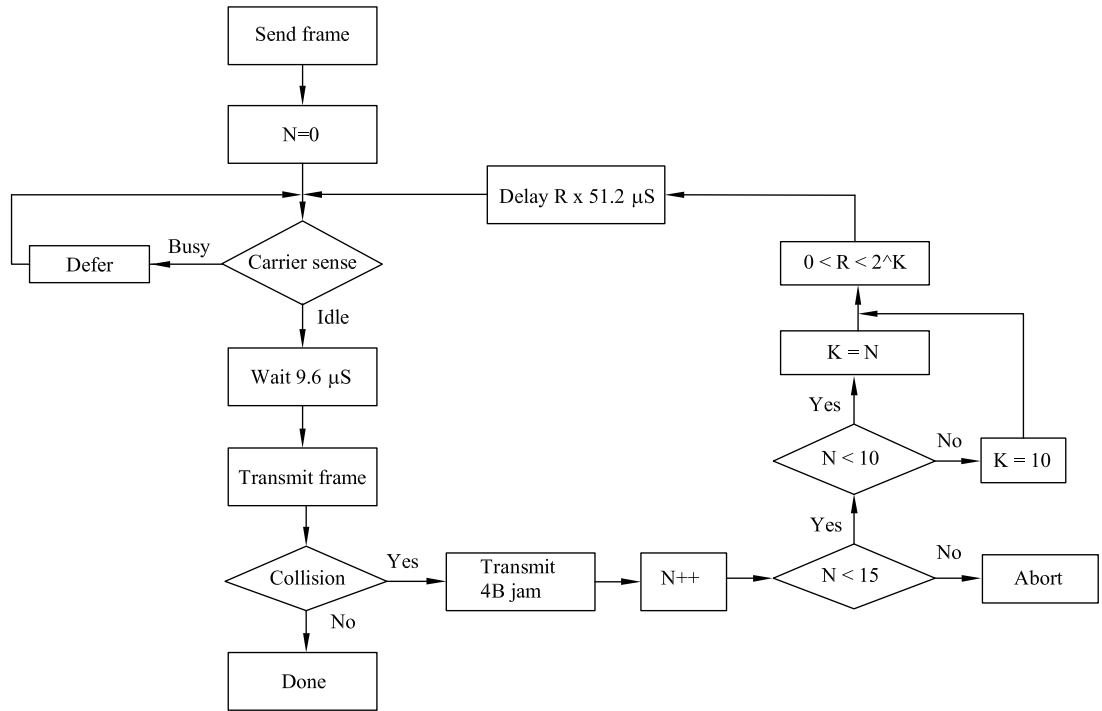 Send frame
N=0
Delay R x 51.2 µS
Busy
Defer
Carrier sense
0 < R < 2^K
Idle
K = N
Wait 9.6 µS
Yes
No
N < 10
K = 10
Transmit frame
Yes
No
Collision
Yes
Transmit
4B jam
N++
N < 15
Abort
No
Done